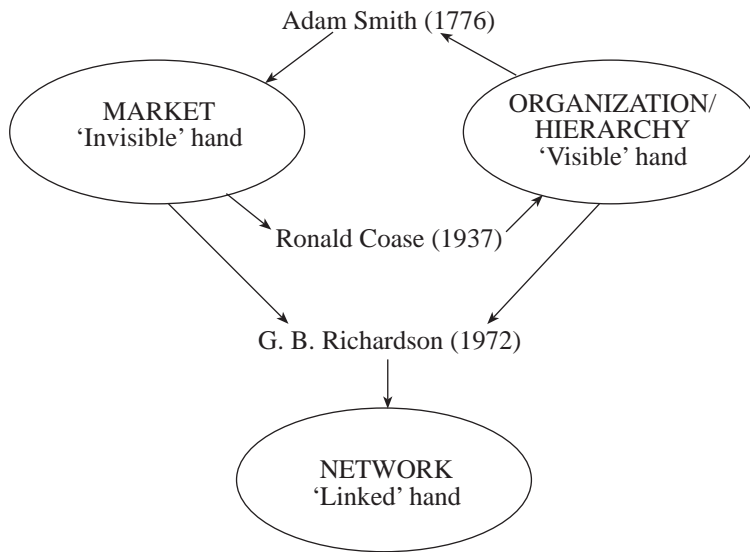 Adam Smith (1776)
MARKET
‘Invisible’ hand
ORGANIZATION/
HIERARCHY
‘Visible’ hand
Ronald Coase (1937)
G. B. Richardson (1972)
NETWORK
‘Linked’ hand